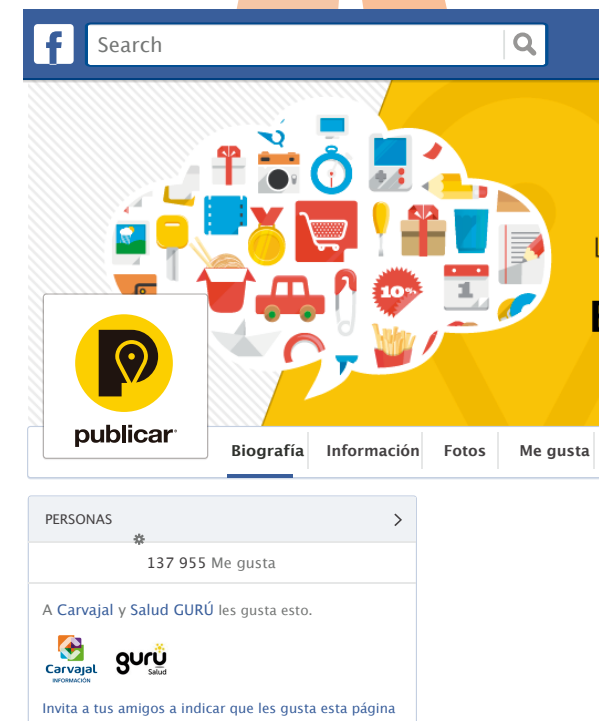 f
Search
10%
1
publicar
Biografía Información Fotos Me gusta
PERSONAS
137 955 Me gusta
A Carvajal y Salud GURÚ les gusta esto.
Carvajal
INFORMACIÓN
gurú
Salud
Invita a tus amigos a indicar que les gusta esta página